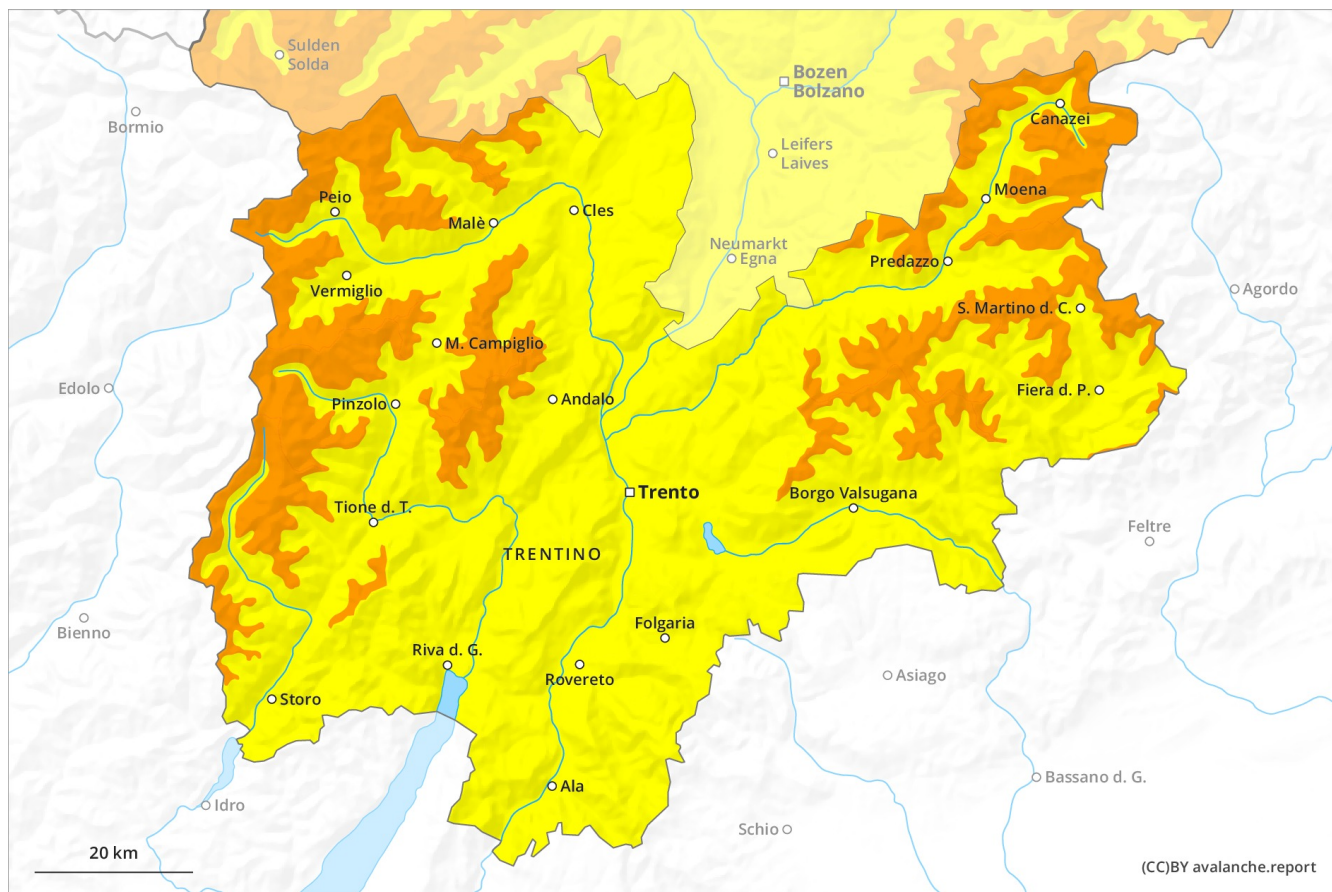 Sulden
Solda
Bozen
Bolzano
Bormio
Canazei
Leifers
Laives
Moena
Peio
Malè
Cles
Neumarkt
Egna
Predazzo
Vermiglio
Agordo
S. Martino d. C.
M. Campiglio
Edolo
Andalo
Fiera d. P.
Pinzolo
Trento
Borgo Valsugana
Tione d. T.
Feltre
TRENTINO
Bienno
Folgaria
Riva d. G.
Rovereto
Asiago
Storo
Bassano d. G.
Ala
Idro
Schio
20 km
(CC)BY avalanche.report